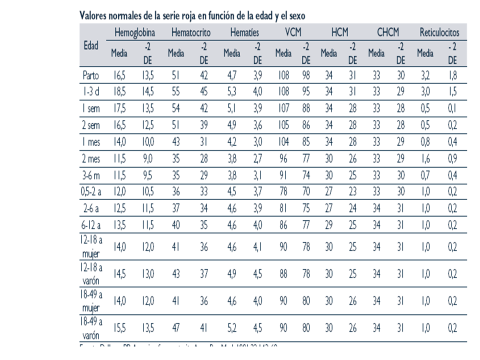 Valores normales de la serie roja en función de la edad y el sexo
Edad Hemoglobina Hematocrito Hematíes VCM HCM CHCM Reticulocitos
Media -2 DE Media -2 DE Media -2 DE Media -2 DE Media -2 DE Media -2 DE Media - 2 DE
Parto 16,5 13,5 51 42 4,7 3,9 108 98 34 31 33 30 3,2 1,8
1-3 d 18,5 14,5 55 45 5,3 4,0 108 95 34 31 33 29 3,0 1,5
1 sem 17,5 13,5 54 42 5,1 3,9 107 88 34 28 33 28 0,5 0,1
2 sem 16,5 12,5 51 39 4,9 3,6 105 86 34 28 33 28 0,5 0,2
1 mes 14,0 10,0 43 31 4,2 3,0 104 85 34 28 33 29 0,8 0,4
2 mes 11,5 9,0 35 28 3,8 2,7 96 77 30 26 33 29 1,6 0,9
3-6 m 11,5 9,5 35 29 3,8 3,1 91 74 30 25 33 30 0,7 0,4
0,5-2 a 12,0 10,5 36 33 4,5 3,7 78 70 27 23 33 30 1,0 0,2
2-6 a 12,5 11,5 37 34 4,6 3,9 81 75 27 24 34 31 1,0 0,2
6-12 a 13,5 11,5 40 35 4,6 4,0 86 77 29 25 34 31 1,0 0,2
12-18 a mujer 14,0 12,0 41 36 4,6 4,1 90 78 30 25 34 31 1,0 0,2
12-18 a varón 14,5 13,0 43 37 4,9 4,5 88 78 30 25 34 31 1,0 0,2
18-49 a mujer 14,0 12,0 41 36 4,6 4,0 90 80 30 26 34 31 1,0 0,2
18-49 a varón 15,5 13,5 47 41 5,2 4,5 90 80 30 26 34 31 1,0 0,2